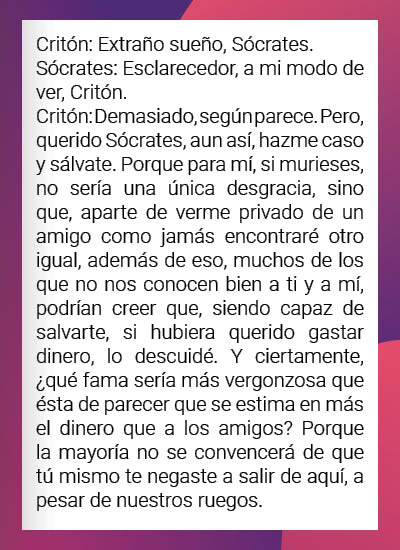 Critón: Extraño sueño, Sócrates.
Sócrates: Esclarecedor, a mi modo de
ver, Critón.
Critón: Demasiado, según parece. Pero,
querido Sócrates, aun así, hazme caso
y sálvate. Porque para mí, si murieses,
no sería una única desgracia, sino
que, aparte de verme privado de un
amigo como jamás encontraré otro
igual, además de eso, muchos de los
que no nos conocen bien a ti y a mí,
podrían creer que, siendo capaz de
salvarte, si hubiera querido gastar
dinero, lo descuidé. Y ciertamente,
¿qué fama sería más vergonzosa que
ésta de parecer que se estima en más
el dinero que a los amigos? Porque
la mayoría no se convencerá de que
tú mismo te negaste a salir de aquí, a
pesar de nuestros ruegos.